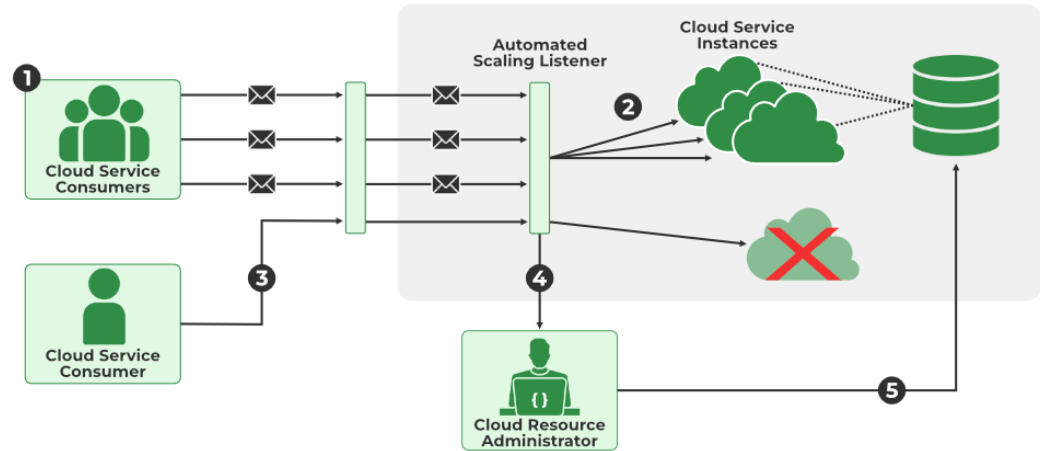 1
Cloud Service
Consumers
Automated
Scaling Listener
Cloud Service
Instances
2
3
Cloud Service
Consumer
4
{ }
Cloud Resource
Administrator
5